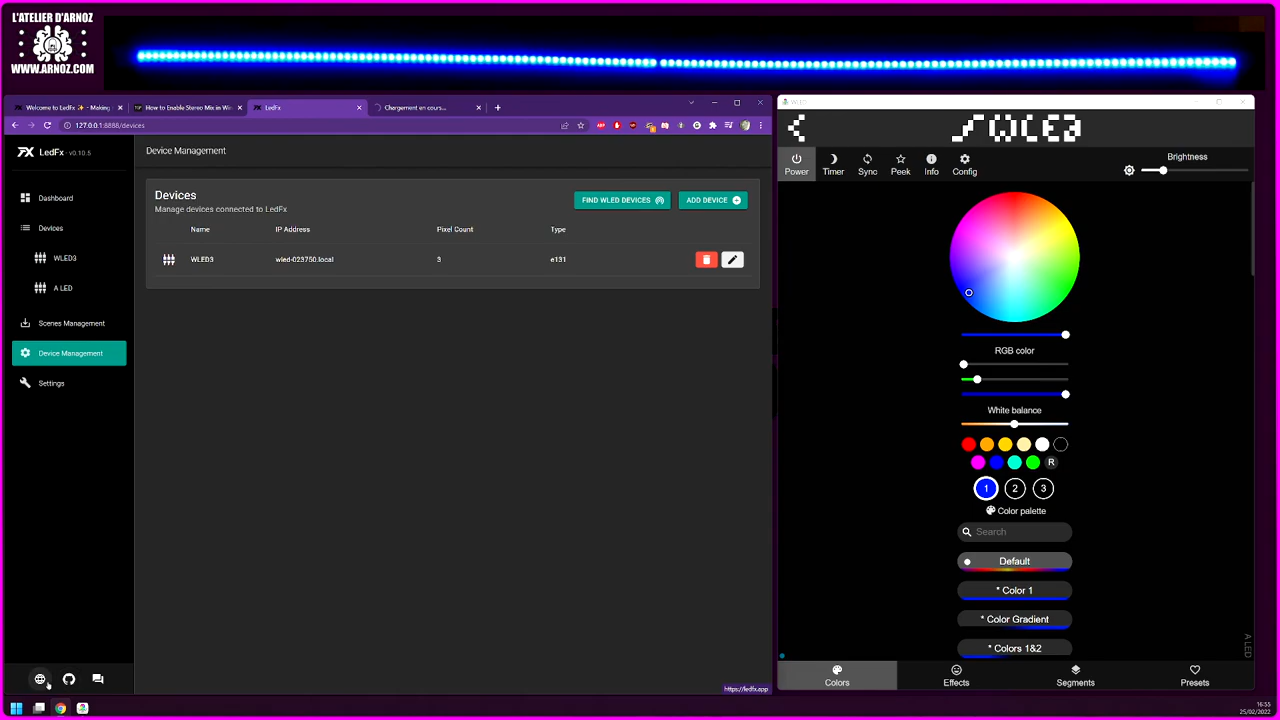 L'ATELIER D'ARNOZ
WWW.ARNOZ.COM
Welcome to LedFx ✨ - Making
How to Enable Stereo Mix in Win
LedFx
Chargement en cours...
127.0.0.1:8888/devices
LedFx - v0.10.5
Dashboard
Devices
WLED3
A LED
Scenes Management
Device Management
Settings
Device Management
Devices
Manage devices connected to LedFx
FIND WLED DEVICES
ADD DEVICE
Name IP Address Pixel Count Type
WLED3 wled-023750.local 3 e131
https://ledfx.app
WLED
Power
Timer
Sync
Peek
Info
Config
Brightness
RGB color
White balance
R
1 2 3
Color palette
Search
Default
* Color 1
* Color Gradient
* Colors 1&2
A LED
Colors
Effects
Segments
Presets
16:55
25/02/2022